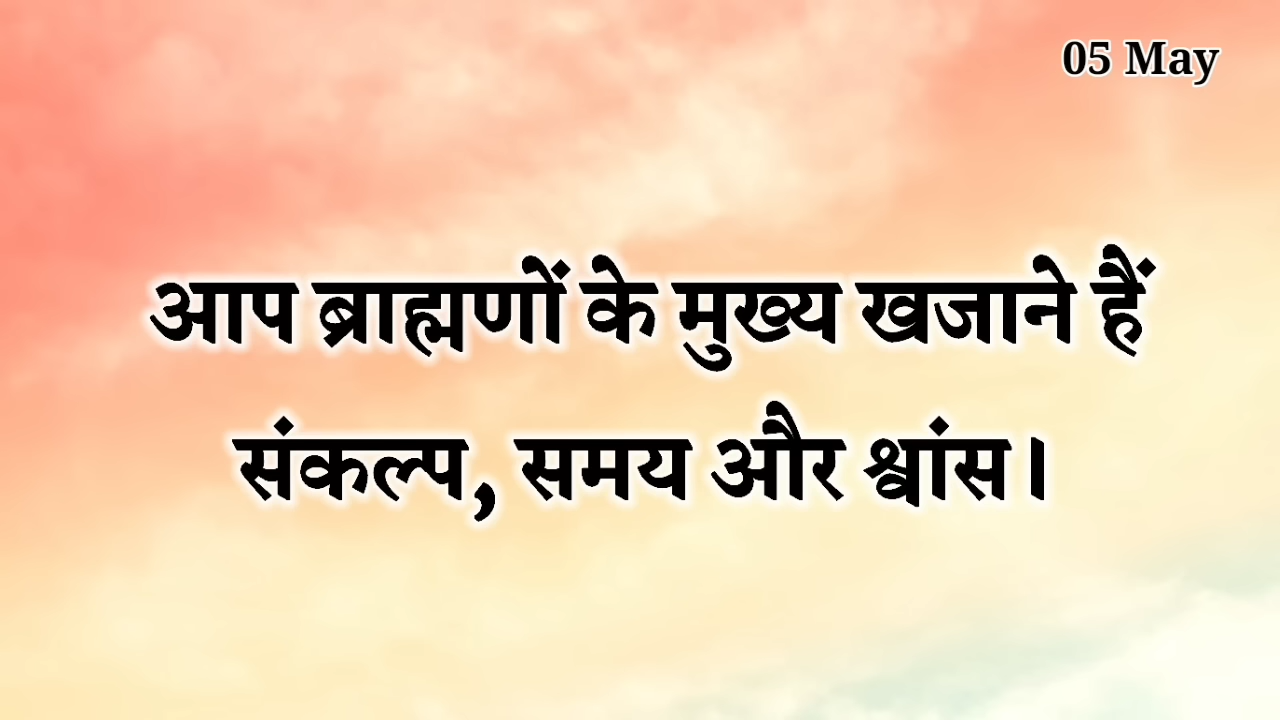 05 May
आप ब्राह्मणों के मुख्य खजाने हैं
संकल्प, समय और श्वांस।